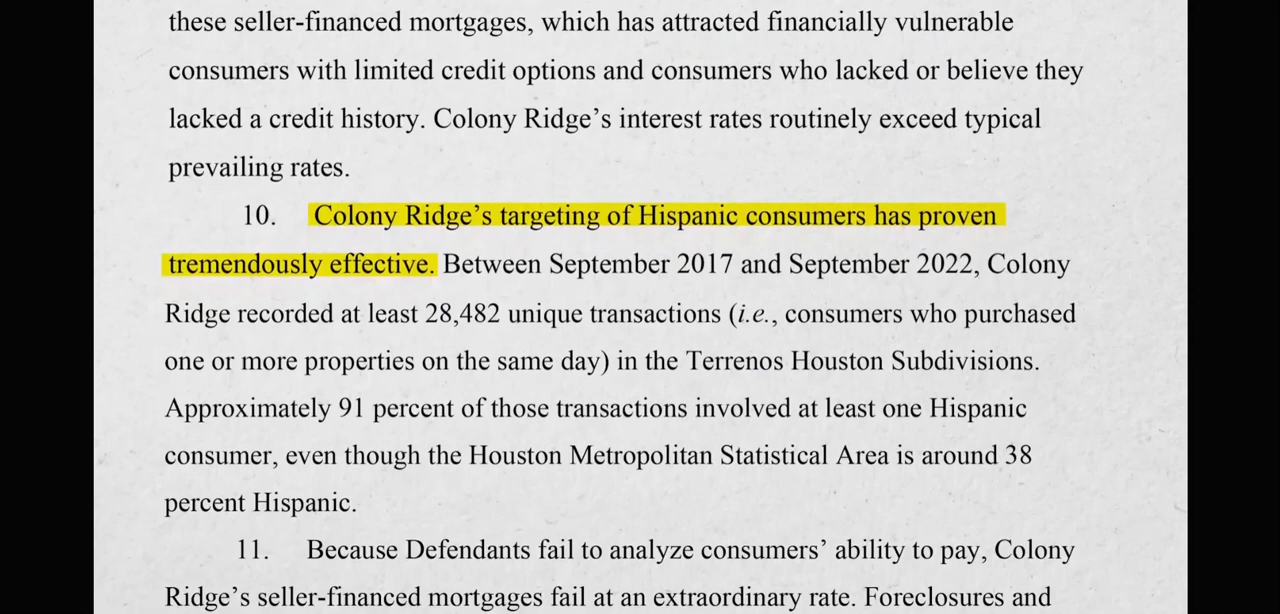 these seller-financed mortgages, which has attracted financially vulnerable
consumers with limited credit options and consumers who lacked or believe they
lacked a credit history. Colony Ridge’s interest rates routinely exceed typical
prevailing rates.
10. Colony Ridge’s targeting of Hispanic consumers has proven
tremendously effective. Between September 2017 and September 2022, Colony
Ridge recorded at least 28,482 unique transactions (i.e., consumers who purchased
one or more properties on the same day) in the Terrenos Houston Subdivisions.
Approximately 91 percent of those transactions involved at least one Hispanic
consumer, even though the Houston Metropolitan Statistical Area is around 38
percent Hispanic.
11. Because Defendants fail to analyze consumers’ ability to pay, Colony
Ridge’s seller-financed mortgages fail at an extraordinary rate. Foreclosures and